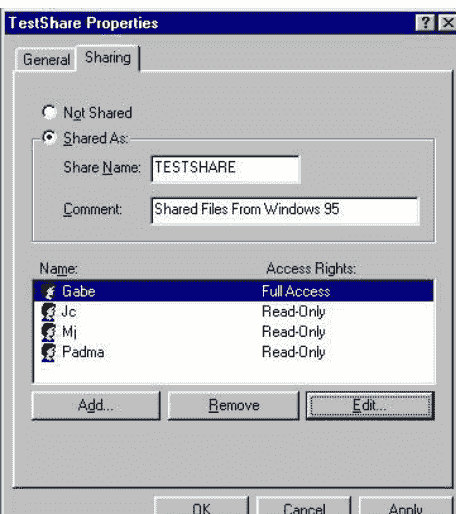 TestShare Properties
General Sharing
Not Shared
Shared As:
Share Name: TESTSHARE
Comment: Shared Files From Windows 95
Name: Access Rights:
Gabe Full Access
Jc Read-Only
Mj Read-Only
Padma Read-Only
Add... Remove Edit...
OK Cancel Apply